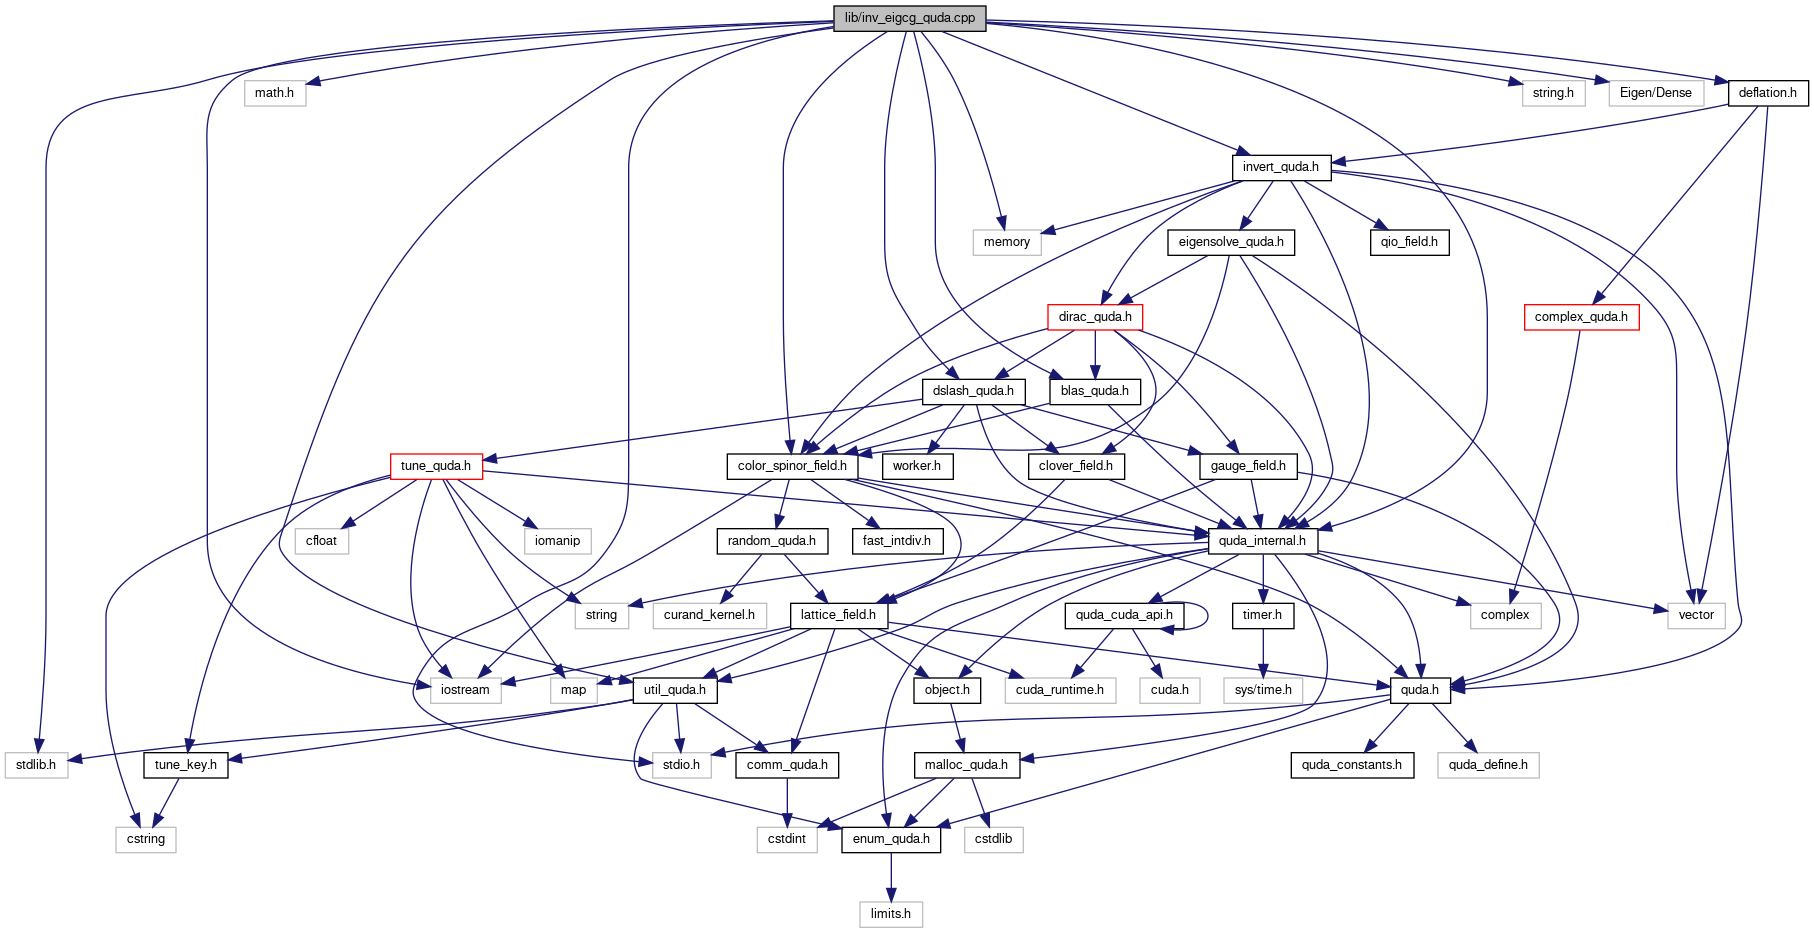 lib/inv_eigcg_quda.cpp
math.h
string.h
Eigen/Dense
deflation.h
invert_quda.h
memory
eigensolve_quda.h
qio_field.h
dirac_quda.h
complex_quda.h
dslash_quda.h
blas_quda.h
tune_quda.h
color_spinor_field.h
worker.h
clover_field.h
gauge_field.h
cfloat
iomanip
random_quda.h
fast_intdiv.h
quda_internal.h
string
curand_kernel.h
lattice_field.h
quda_cuda_api.h
timer.h
complex
vector
iostream
map
util_quda.h
object.h
cuda_runtime.h
cuda.h
sys/time.h
quda.h
stdlib.h
tune_key.h
stdio.h
comm_quda.h
malloc_quda.h
quda_constants.h
quda_define.h
cstring
cstdint
enum_quda.h
cstdlib
limits.h